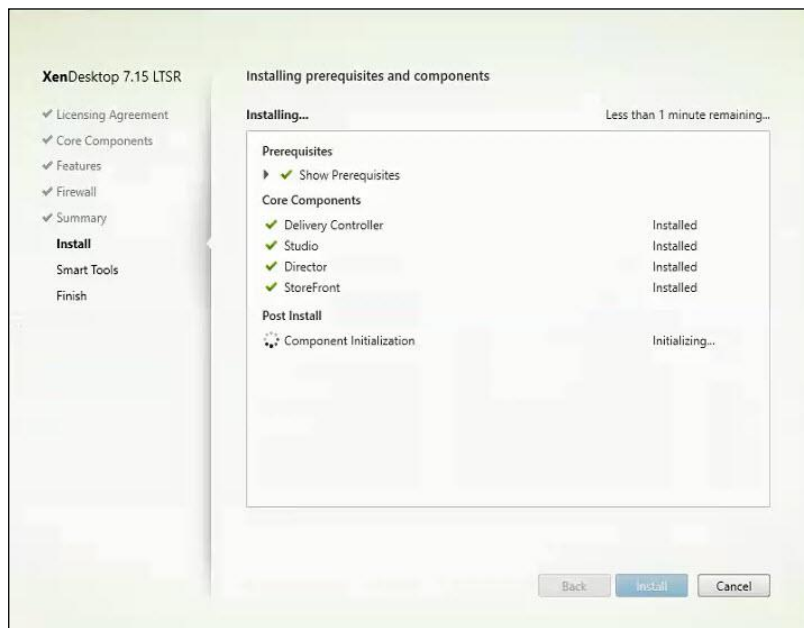 XenDesktop 7.15 LTSR
Licensing Agreement
Core Components
Features
Firewall
Summary
Install
Smart Tools
Finish
Installing prerequisites and components
Installing... Less than 1 minute remaining...
Prerequisites
Show Prerequisites
Core Components
Delivery Controller Installed
Studio Installed
Director Installed
StoreFront Installed
Post Install
Component Initialization Initializing...
Back Install Cancel